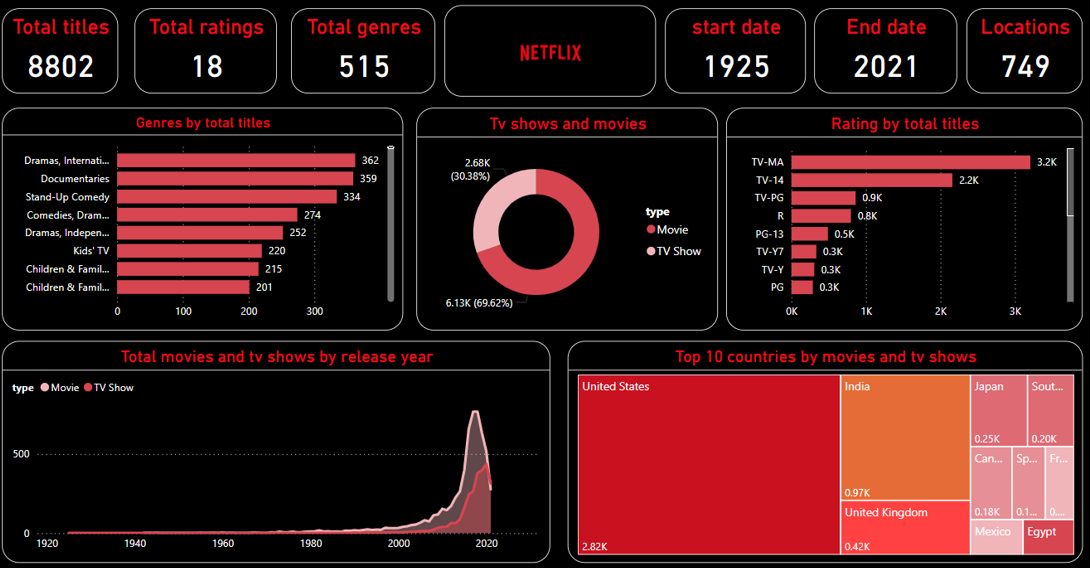 Total titles
8802
Total ratings
18
Total genres
515
NETFLIX
start date
1925
End date
2021
Locations
749
Genres by total titles
Dramas, Internati... 362
Documentaries 359
Stand-Up Comedy 334
Comedies, Dram... 274
Dramas, Indepen... 252
Kids' TV 220
Children & Famil... 215
Children & Famil... 201
0 100 200 300
Tv shows and movies
2.68K
(30.38%)
6.13K (69.62%)
type
Movie
TV Show
Rating by total titles
TV-MA 3.2K
TV-14 2.2K
TV-PG 0.9K
R 0.8K
PG-13 0.5K
TV-Y7 0.3K
TV-Y 0.3K
PG 0.3K
0K 1K 2K 3K
Total movies and tv shows by release year
type Movie TV Show
500
0
1920 1940 1960 1980 2000 2020
Top 10 countries by movies and tv shows
United States
2.82K
India
0.97K
United Kingdom
0.42K
Japan
0.25K
Sout...
0.20K
Can...
0.18K
Sp...
0.1...
Fr...
0....
Mexico
Egypt